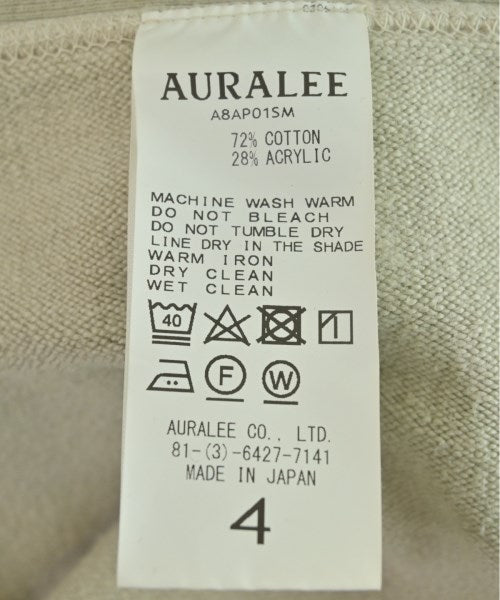 AURALEE
A8AP01SM
72% COTTON
28% ACRYLIC
MACHINE WASH WARM
DO NOT BLEACH
DO NOT TUMBLE DRY
LINE DRY IN THE SHADE
WARM IRON
DRY CLEAN
WET CLEAN
40
F W
AURALEE CO., LTD.
81-(3)-6427-7141
MADE IN JAPAN
4